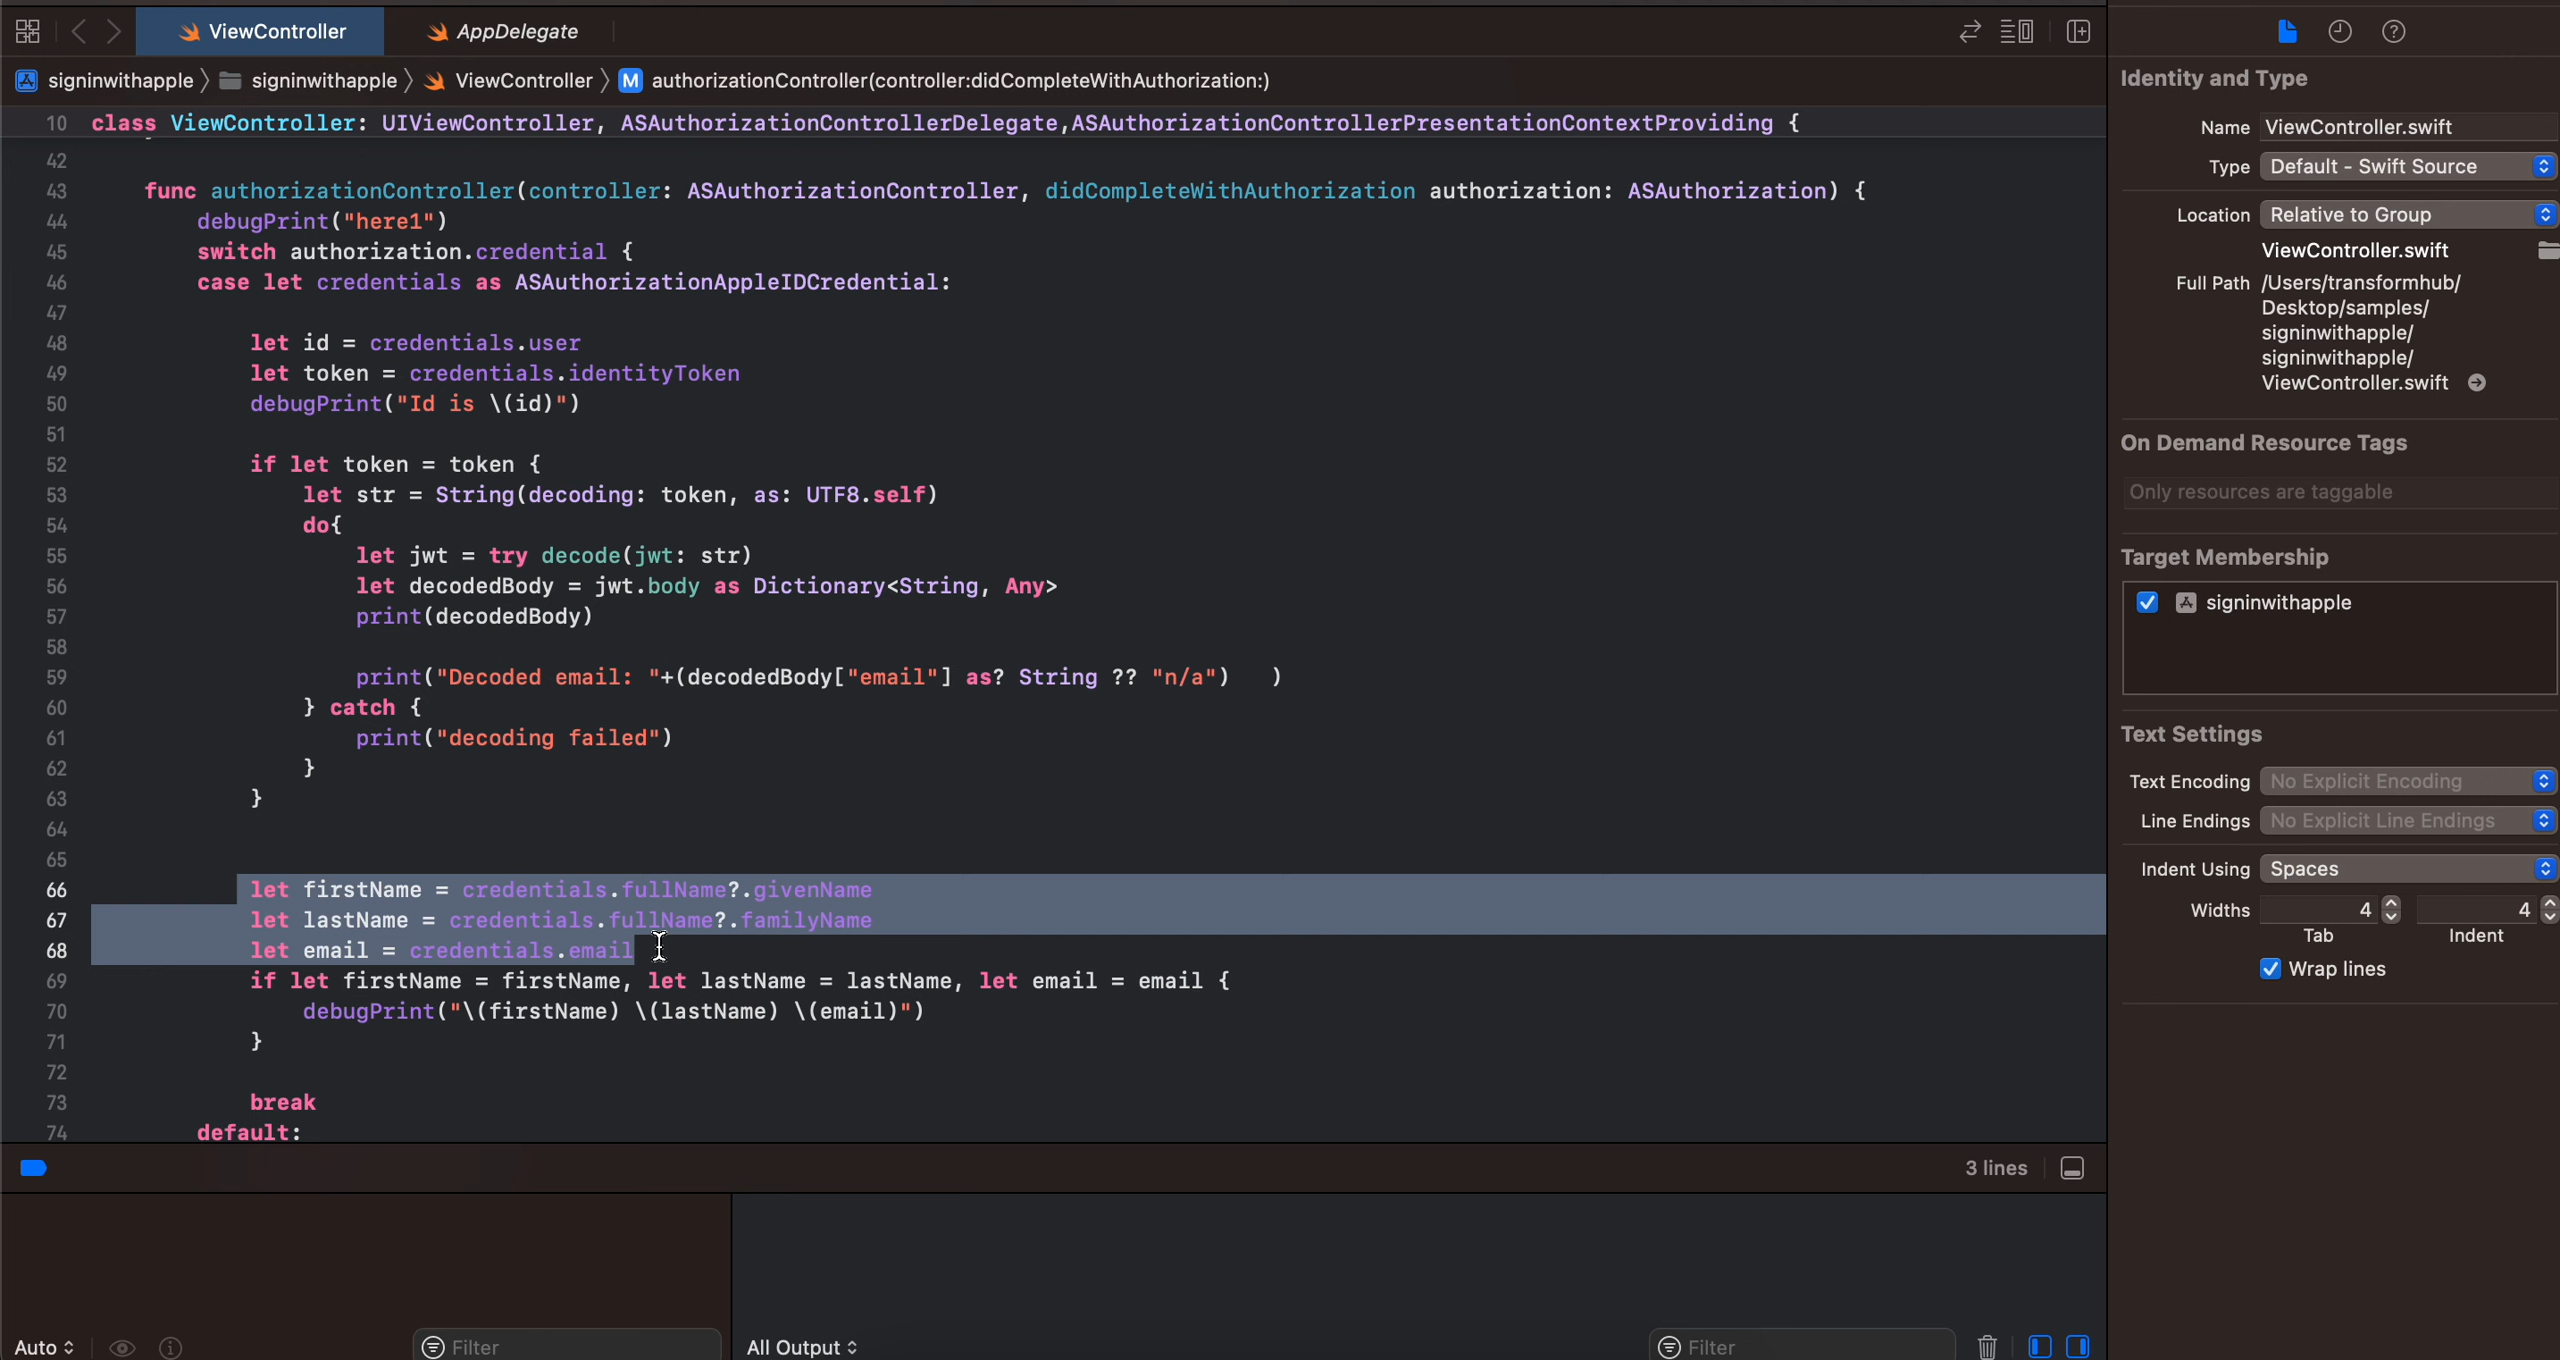 ViewController
AppDelegate
signinwithapple
signinwithapple
ViewController
M authorizationController(controller:didCompleteWithAuthorization:)
10 class ViewController: UIViewController, ASAuthorizationControllerDelegate,ASAuthorizationControllerPresentationContextProviding {
42
43 func authorizationController(controller: ASAuthorizationController, didCompleteWithAuthorization authorization: ASAuthorization) {
44 debugPrint("here1")
45 switch authorization.credential {
46 case let credentials as ASAuthorizationAppleIDCredential:
47
48 let id = credentials.user
49 let token = credentials.identityToken
50 debugPrint("Id is \(id)")
51
52 if let token = token {
53 let str = String(decoding: token, as: UTF8.self)
54 do{
55 let jwt = try decode(jwt: str)
56 let decodedBody = jwt.body as Dictionary<String, Any>
57 print(decodedBody)
58
59 print("Decoded email: "+(decodedBody["email"] as? String ?? "n/a")   )
60 } catch {
61 print("decoding failed")
62 }
63 }
64
65
66 let firstName = credentials.fullName?.givenName
67 let lastName = credentials.fullName?.familyName
68 let email = credentials.email
69 if let firstName = firstName, let lastName = lastName, let email = email {
70 debugPrint("\(firstName) \(lastName) \(email)")
71 }
72
73 break
74 default:
3 lines
Auto
Filter
All Output
Filter
Identity and Type
Name ViewController.swift
Type Default - Swift Source
Location Relative to Group
ViewController.swift
Full Path /Users/transformhub/
Desktop/samples/
signinwithapple/
signinwithapple/
ViewController.swift
On Demand Resource Tags
Only resources are taggable
Target Membership
signinwithapple
Text Settings
Text Encoding No Explicit Encoding
Line Endings No Explicit Line Endings
Indent Using Spaces
Widths 4 4
Tab Indent
Wrap lines